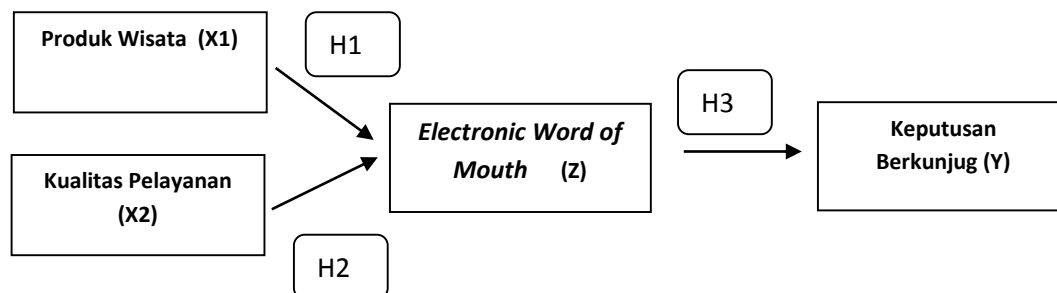 Produk Wisata (X1)
H1
Kualitas Pelayanan
(X2)
H2
Electronic Word of
Mouth (Z)
H3
Keputusan
Berkunjug (Y)